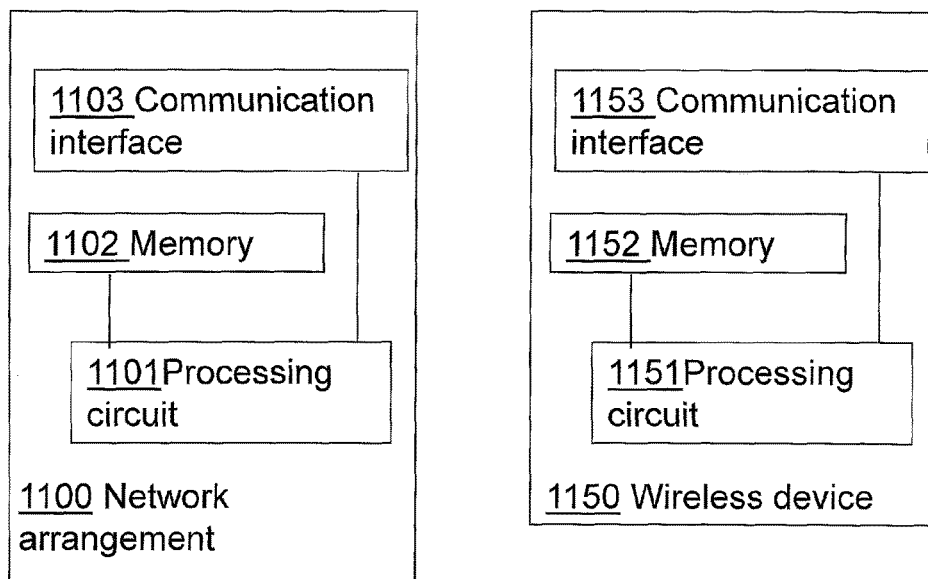 1103 Communication
interface
1102 Memory
1101Processing
circuit
1100 Network
arrangement
1153 Communication
interface
1152 Memory
1151Processing
circuit
1150 Wireless device